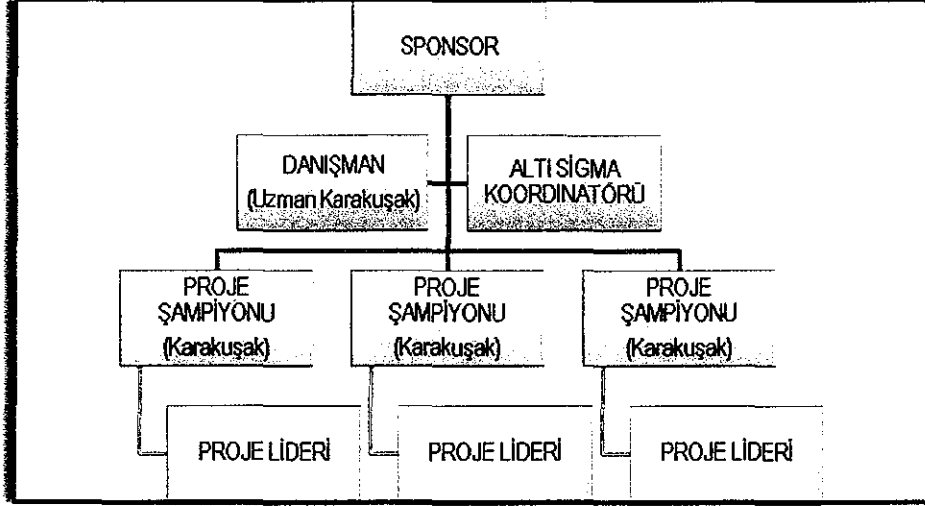 SPONSOR
DANIŞMAN
(Uzman Karakuşak)
ALTI SİGMA
KOORDİNATÖRÜ
PROJE
ŞAMPİYONU
(Karakuşak)
PROJE
ŞAMPİYONU
(Karakuşak)
PROJE
ŞAMPİYONU
(Karakuşak)
PROJE LİDERİ
PROJE LİDERİ
PROJE LİDERİ